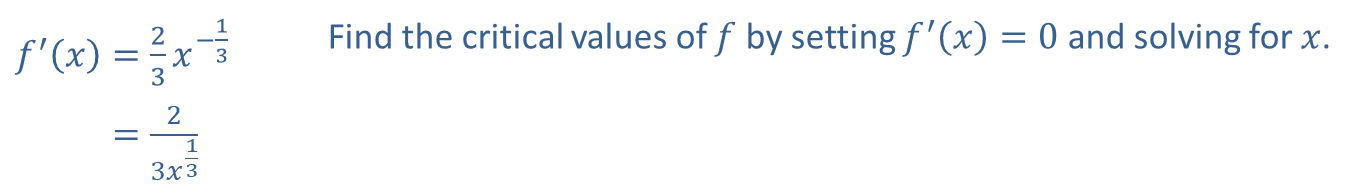 f′(x) = 2/3 x^(−1/3) Find the critical values of f by setting f′(x) = 0 and solving for x.
= 2/(3x^(1/3))